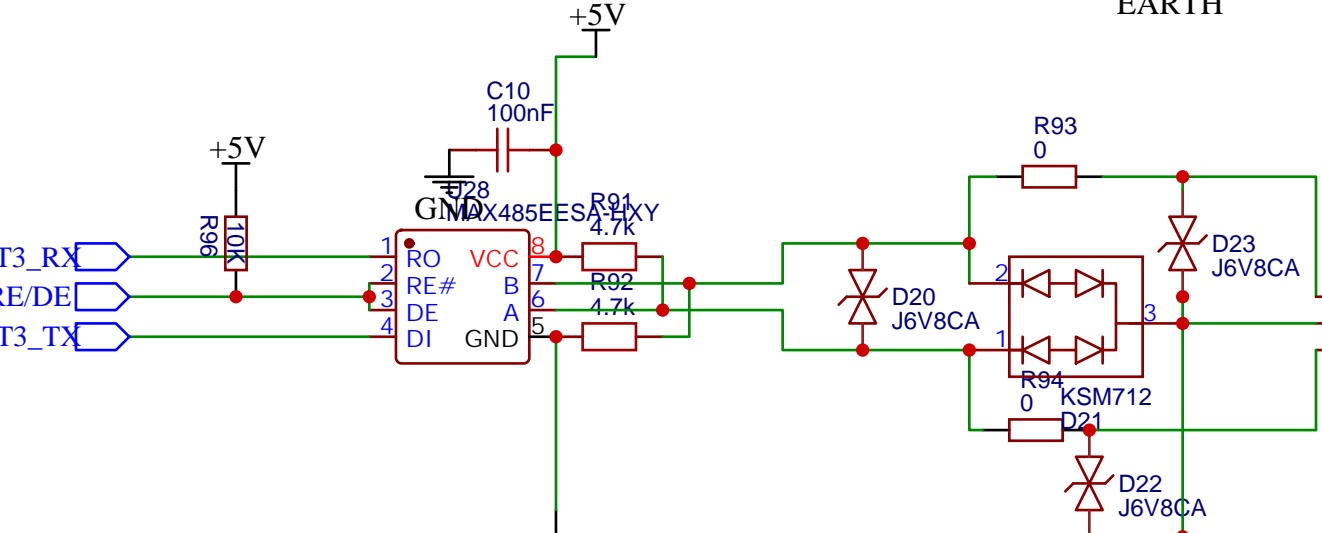 EARTH
+5V
C10
100nF
R93
0
+5V
J28
GND
MAX485EESA-HXY
R91
4.7k
R96
10K
T3_RX
1
RO
VCC
8
D23
J6V8CA
2
RE#
B
7
R92
4.7k
2
RE/DE
3
DE
A
6
D20
J6V8CA
3
T3_TX
4
DI
GND
5
1
R94
0
KSM712
D21
D22
J6V8CA